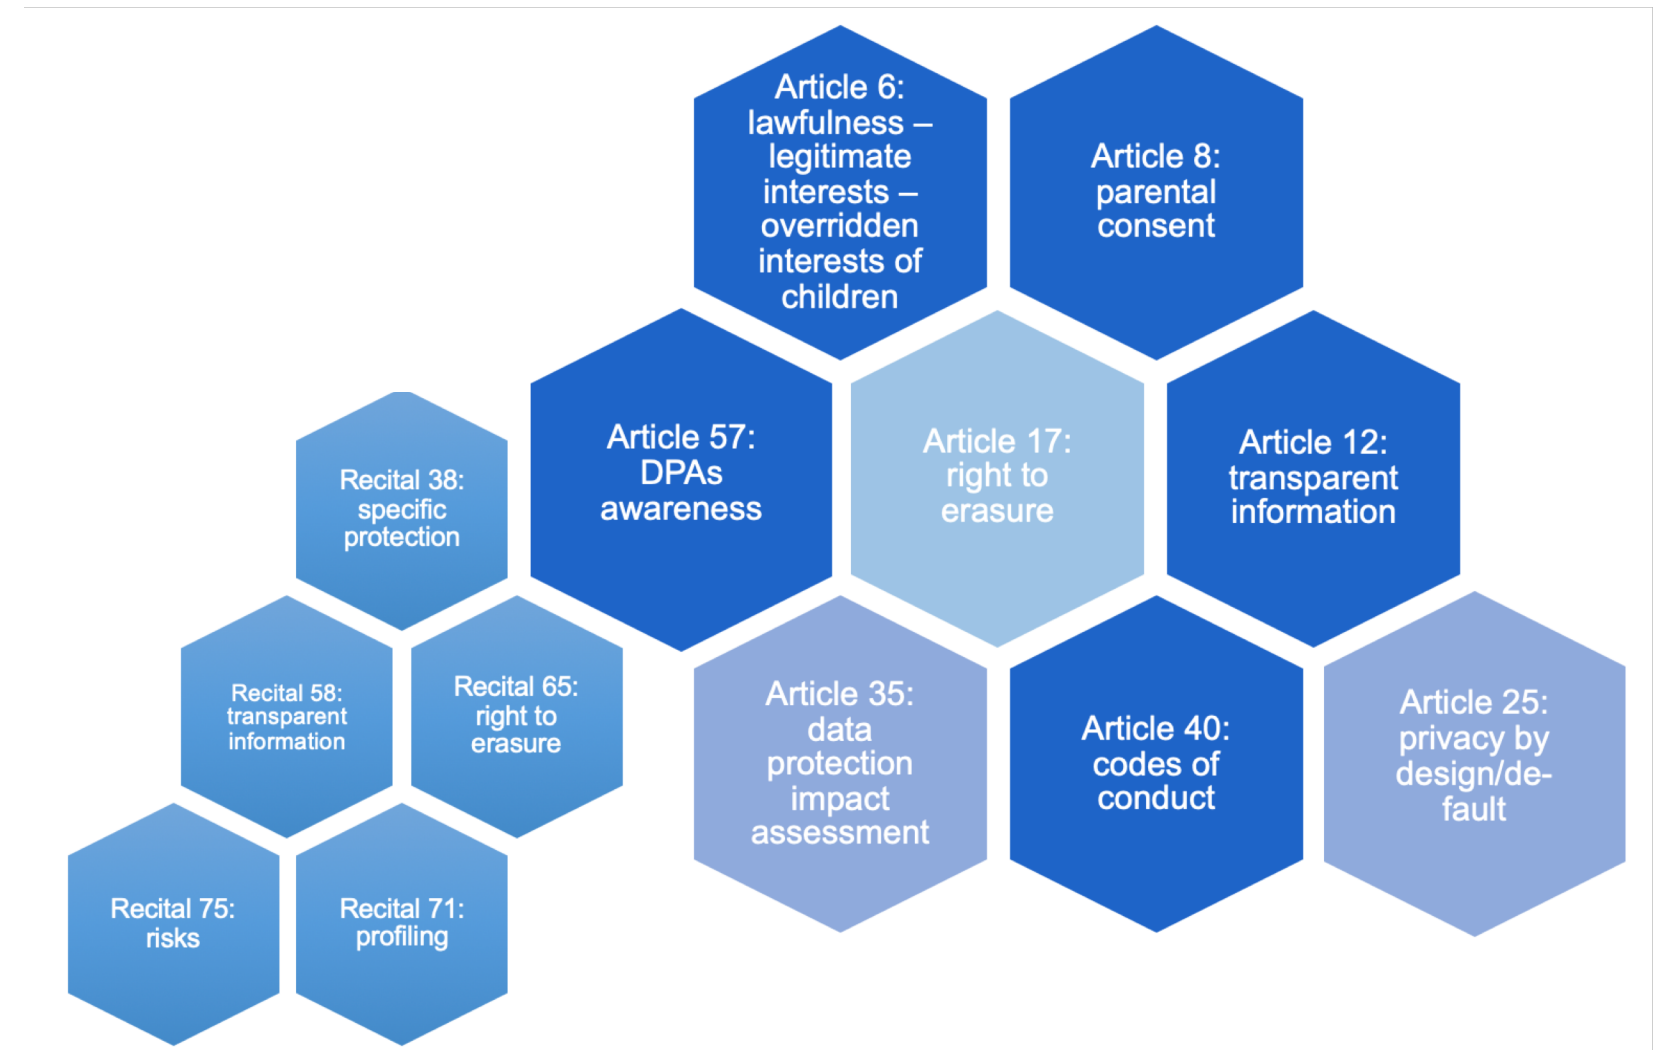 Article 6:
lawfulness –
legitimate
interests –
overridden
interests of
children
Article 8:
parental
consent
Article 57:
DPAs
awareness
Article 17:
right to
erasure
Article 12:
transparent
information
Recital 38:
specific
protection
Recital 58:
transparent
information
Recital 65:
right to
erasure
Article 35:
data
protection
impact
assessment
Article 40:
codes of
conduct
Article 25:
privacy by
design/de-
fault
Recital 75:
risks
Recital 71:
profiling